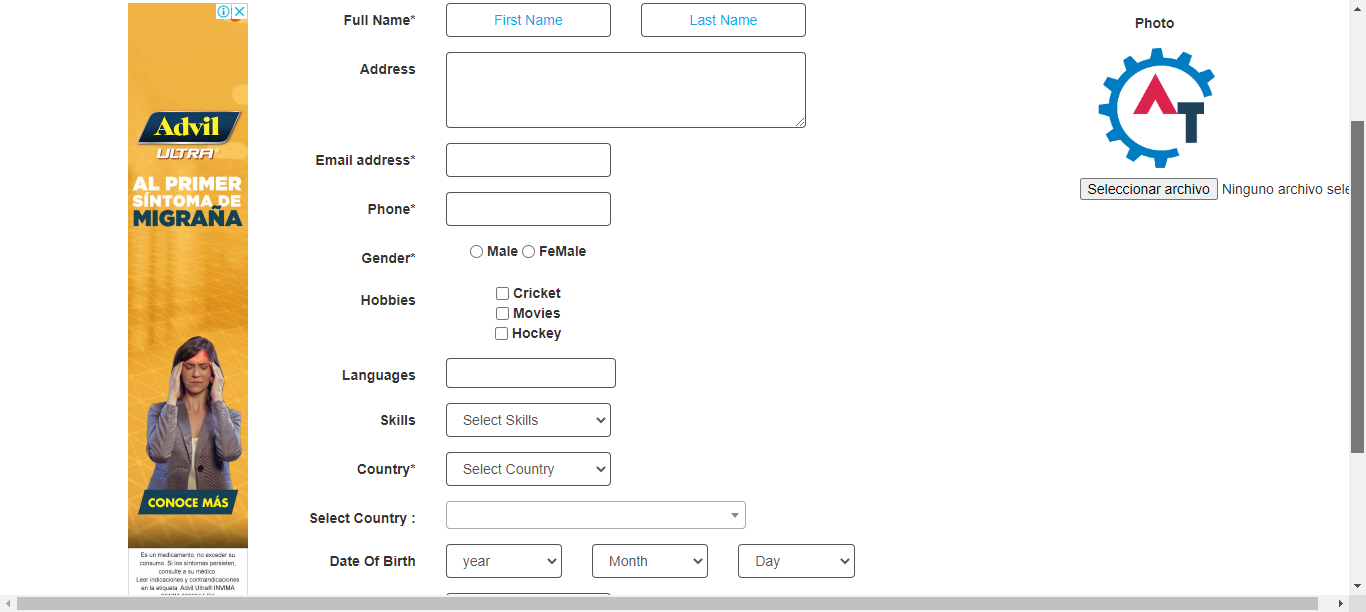 Full Name*
First Name
Last Name
Photo
Address
Advil
ULTRA
AL PRIMER
SÍNTOMA DE
MIGRAÑA
CONOCE MÁS
Es un medicamento, no exceder su
consumo. Si los síntomas persisten,
consulte a su médico.
Leer indicaciones y contraindicaciones
en la etiqueta. Advil Ultra® INVIMA
AT
Seleccionar archivo
Ninguno archivo sele
Email address*
Phone*
Gender*
Male
FeMale
Hobbies
Cricket
Movies
Hockey
Languages
Skills
Select Skills
Country*
Select Country
Select Country :
Date Of Birth
year
Month
Day